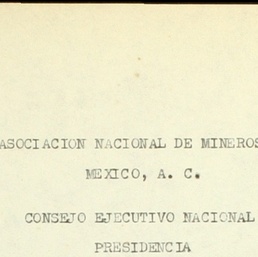 ASOCIACION NACIONAL DE MINEROS
MEXICO, A. C.
CONSEJO EJECUTIVO NACIONAL
PRESIDENCIA